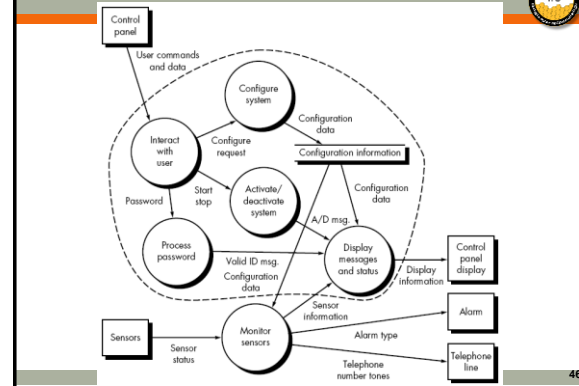 Control
panel
User commands
and data
Configure
system
Configuration
data
Interact
with
user
Configure
request
Configuration information
Activate/
deactivate
system
Password
Start
stop
Configuration
data
A/D msg.
Process
password
Valid ID msg.
Display
messages
and status
Control
panel
display
Display
information
Configuration
data
Sensor
information
Alarm
Sensors
Monitor
sensors
Alarm type
Sensor
status
Telephone
number tones
Telephone
line
46